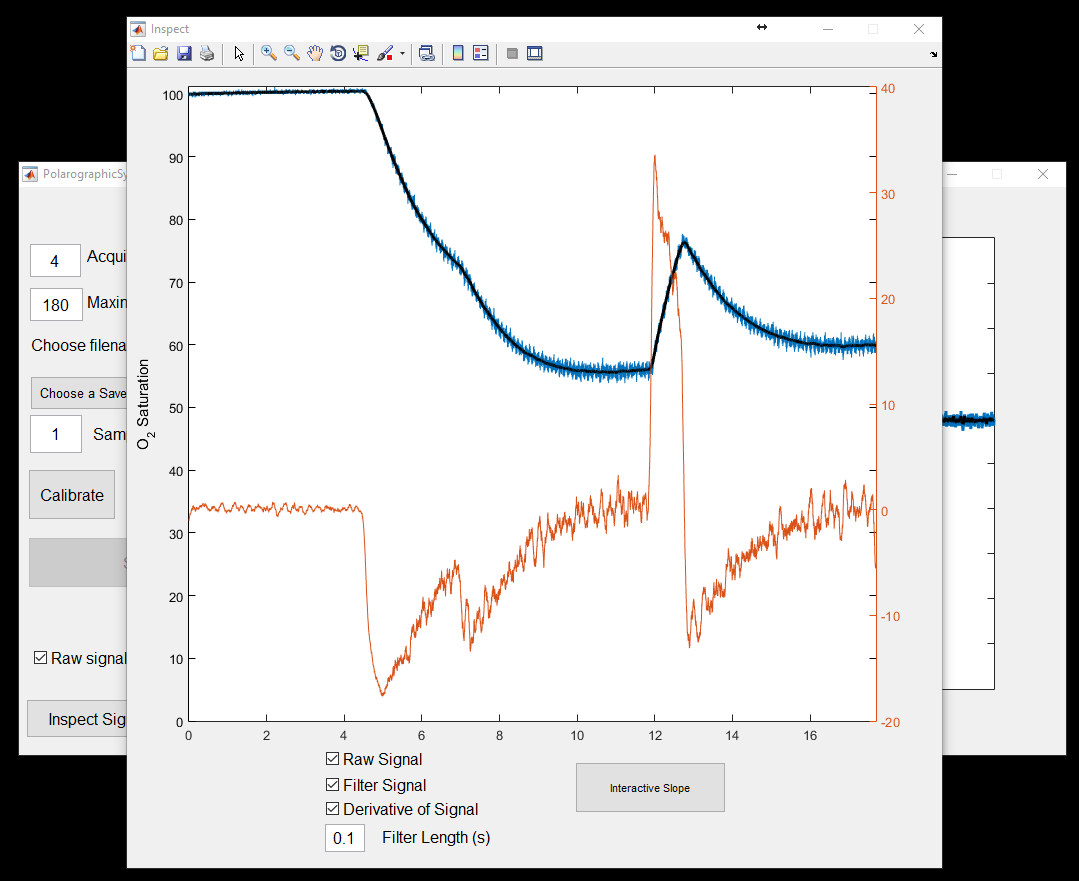 Inspect
PolarographicSy
4 Acqui
180 Maxin
Choose filena
Choose a Save
1 Sam
Calibrate
S
Raw signal
Inspect Sig
O2 Saturation
100
90
80
70
60
50
40
30
20
10
0
0 2 4 6 8 10 12 14 16
40
30
20
10
0
-10
-20
Raw Signal
Filter Signal
Derivative of Signal
0.1 Filter Length (s)
Interactive Slope